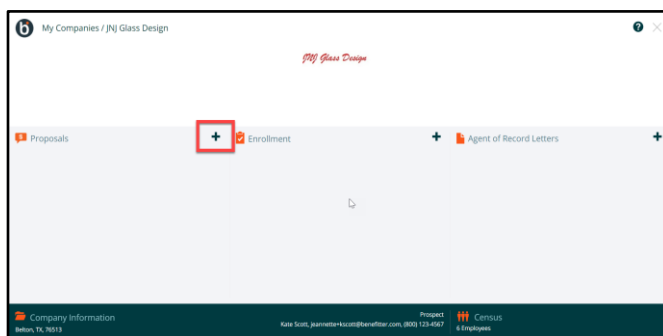 My Companies / JNJ Glass Design
JNJ Glass Design
Proposals
Enrollment
Agent of Record Letters
Company Information
Belton, TX, 76513
Prospect
Kate Scott, jeannette+kscott@benefitter.com, (800) 123-4567
Census
6 Employees